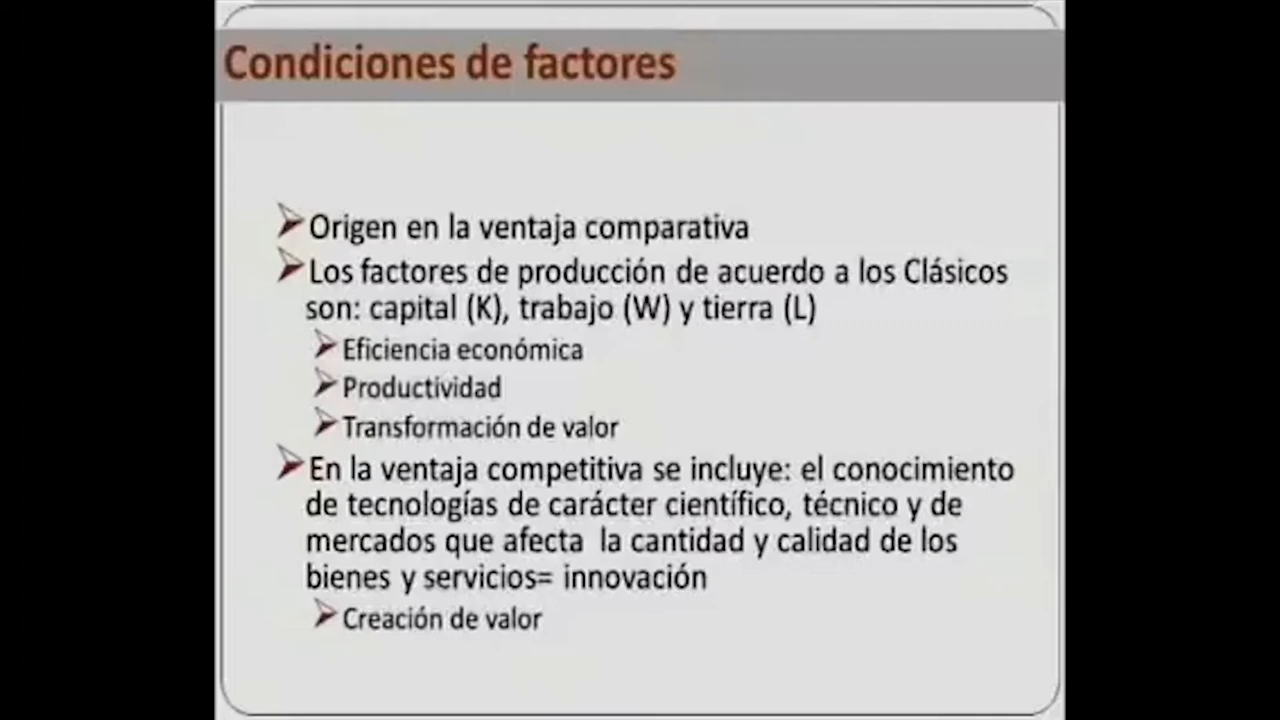 Condiciones de factores
Origen en la ventaja comparativa
Los factores de producción de acuerdo a los Clásicos
son: capital (K), trabajo (W) y tierra (L)
Eficiencia económica
Productividad
Transformación de valor
En la ventaja competitiva se incluye: el conocimiento
de tecnologías de carácter científico, técnico y de
mercados que afecta la cantidad y calidad de los
bienes y servicios= innovación
Creación de valor